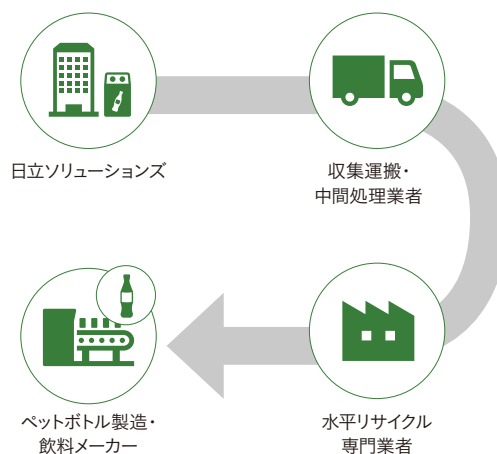 日立ソリューションズ
収集運搬・
中間処理業者
水平リサイクル
専門業者
ペットボトル製造・
飲料メーカー